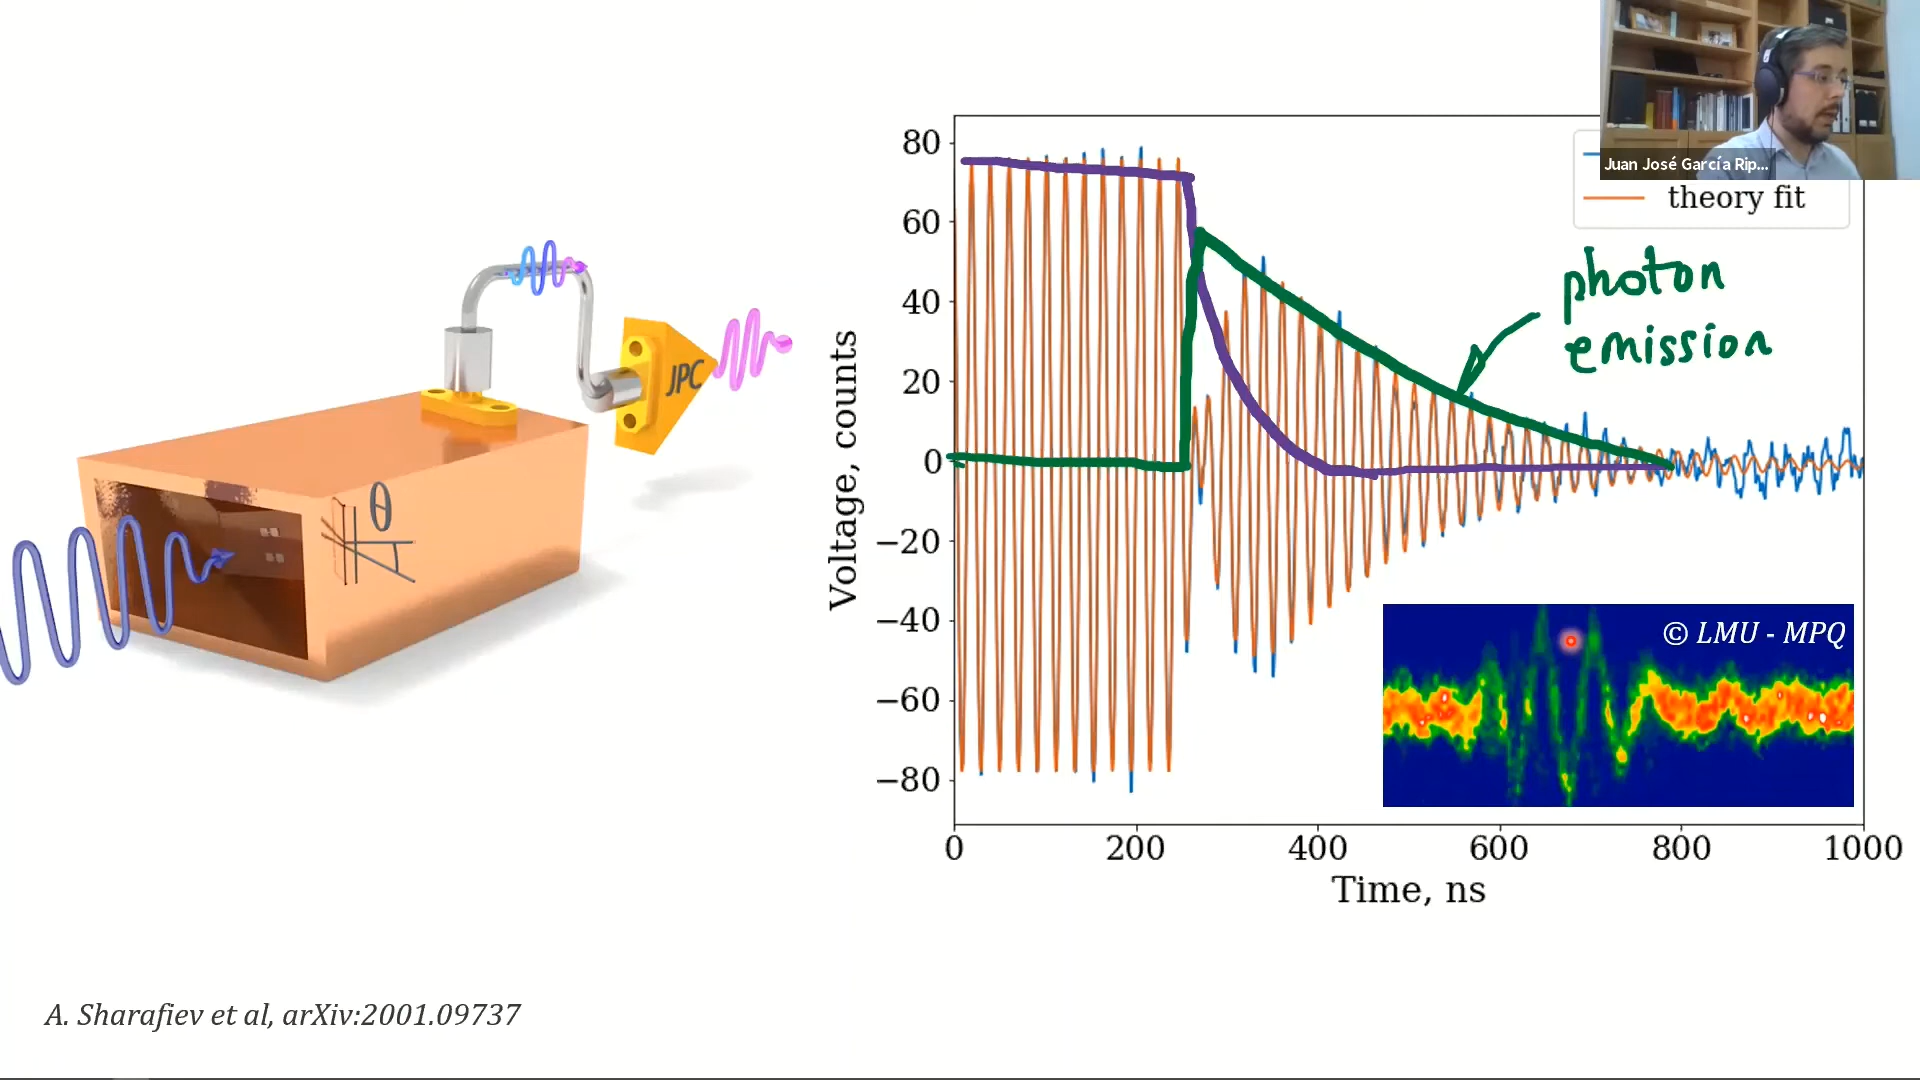 Juan José García Rip...
theory fit
photon
emission
80
60
40
20
0
−20
−40
−60
−80
Voltage, counts
0 200 400 600 800 1000
Time, ns
JPC
θ
© LMU - MPQ
A. Sharafiev et al, arXiv:2001.09737